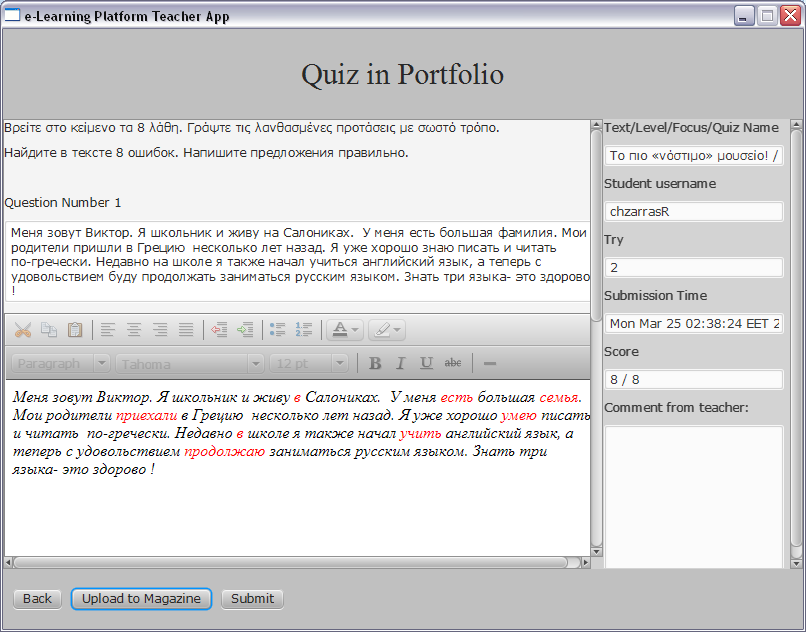 e-Learning Platform Teacher App
Quiz in Portfolio
Βρείτε στο κείμενο τα 8 λάθη. Γράψτε τις λανθασμένες προτάσεις με σωστό τρόπο.
Найдите в тексте 8 ошибок. Напишите предложения правильно.
Question Number 1
Меня зовут Виктор. Я школьник и живу на Салониках.  У меня есть большая фамилия. Мои
родители пришли в Грецию  несколько лет назад. Я уже хорошо знаю писать и читать
по-гречески. Недавно на школе я также начал учиться английский язык, а теперь с
удовольствием буду продолжать заниматься русским языком. Знать три языка- это здорово
!
Paragraph Tahoma 12 pt B I U abc
Меня зовут Виктор. Я школьник и живу в Салониках.  У меня есть большая семья.
Мои родители приехали в Грецию  несколько лет назад. Я уже хорошо умею писать
и читать  по-гречески. Недавно в школе я также начал учить английский язык, а
теперь с удовольствием продолжаю заниматься русским языком. Знать три
языка- это здорово !
Text/Level/Focus/Quiz Name
Το πιο «νόστιμο» μουσείο! /
Student username
chzarrasR
Try
2
Submission Time
Mon Mar 25 02:38:24 EET 2
Score
8 / 8
Comment from teacher:
Back Upload to Magazine Submit